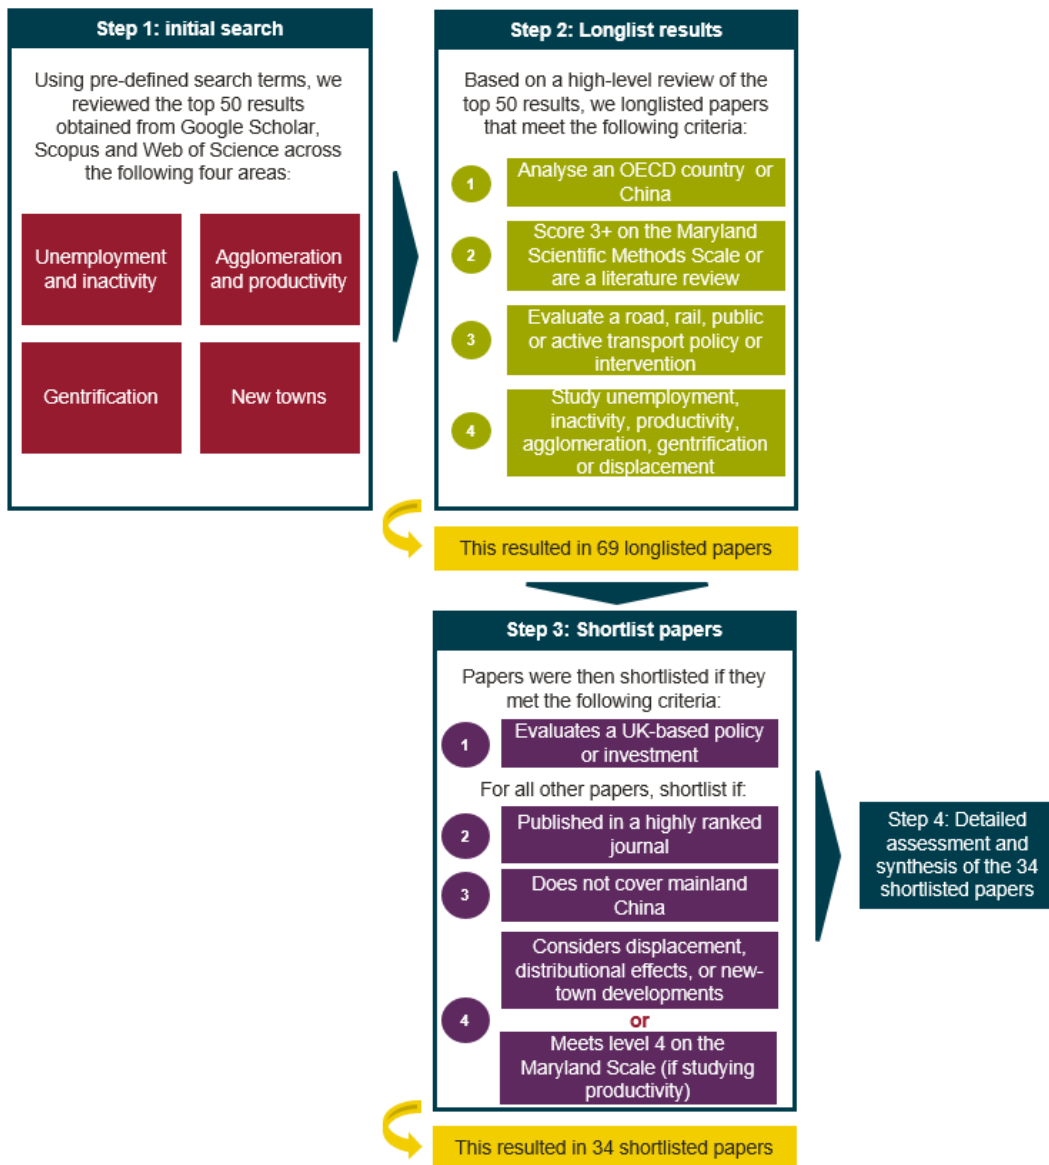 Step 1: initial search
Using pre-defined search terms, we
reviewed the top 50 results
obtained from Google Scholar,
Scopus and Web of Science across
the following four areas:
Unemployment
and inactivity
Agglomeration
and productivity
Gentrification
New towns
Step 2: Longlist results
Based on a high-level review of the
top 50 results, we longlisted papers
that meet the following criteria:
1
Analyse an OECD country or
China
2
Score 3+ on the Maryland
Scientific Methods Scale or
are a literature review
3
Evaluate a road, rail, public
or active transport policy or
intervention
4
Study unemployment,
inactivity, productivity,
agglomeration, gentrification
or displacement
This resulted in 69 longlisted papers
Step 3: Shortlist papers
Papers were then shortlisted if they
met the following criteria:
1
Evaluates a UK-based policy
or investment
For all other papers, shortlist if:
2
Published in a highly ranked
journal
3
Does not cover mainland
China
4
Considers displacement,
distributional effects, or new-
town developments
or
Meets level 4 on the
Maryland Scale (if studying
productivity)
This resulted in 34 shortlisted papers
Step 4: Detailed
assessment and
synthesis of the 34
shortlisted papers